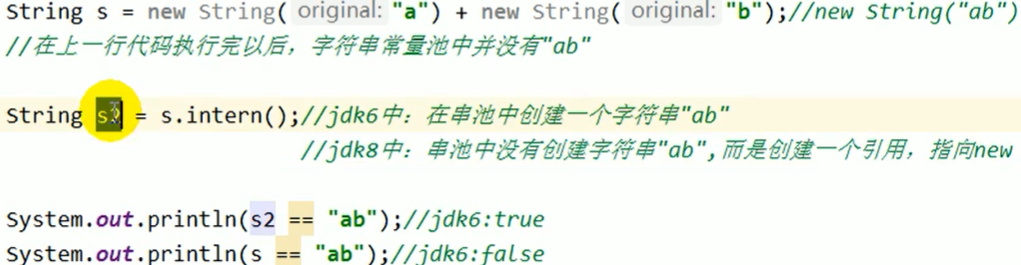 String s = new String( original: "a") + new String( original: "b");//new String("ab")
//在上一行代码执行完以后，字符串常量池中并没有"ab"
String s2 = s.intern();//jdk6中：在串池中创建一个字符串"ab"
//jdk8中：串池中没有创建字符串"ab",而是创建一个引用，指向new
System.out.println(s2 == "ab");//jdk6:true
System.out.println(s == "ab");//jdk6:false